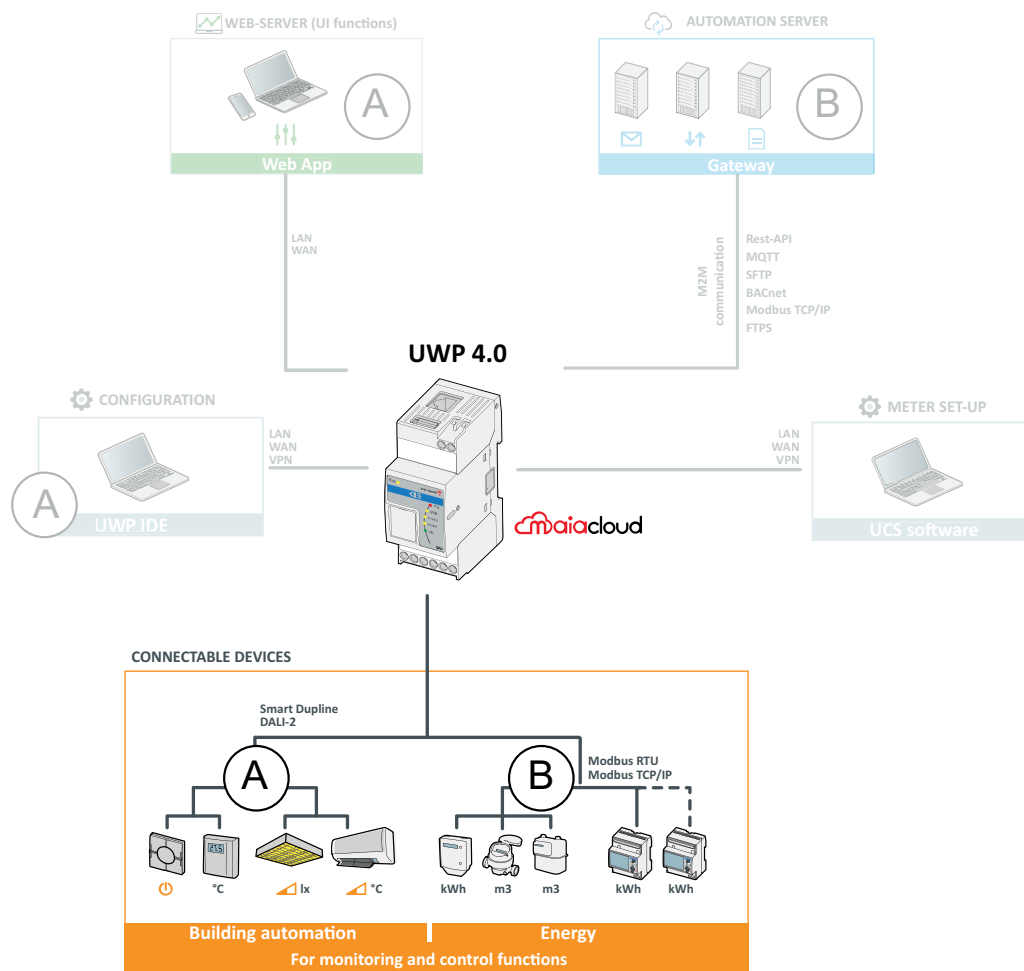 WEB-SERVER (UI functions)
A
Web App
AUTOMATION SERVER
B
Gateway
LAN
WAN
M2M
communication
Rest-API
MQTT
SFTP
BACnet
Modbus TCP/IP
FTPS
UWP 4.0
CONFIGURATION
A
UWP IDE
LAN
WAN
VPN
METER SET-UP
LAN
WAN
VPN
UCS software
maiacloud
CONNECTABLE DEVICES
Smart Dupline
DALI-2
A
B
Modbus RTU
Modbus TCP/IP
21.5
°C
lx
°C
kWh
m3
m3
kWh
kWh
Building automation
Energy
For monitoring and control functions